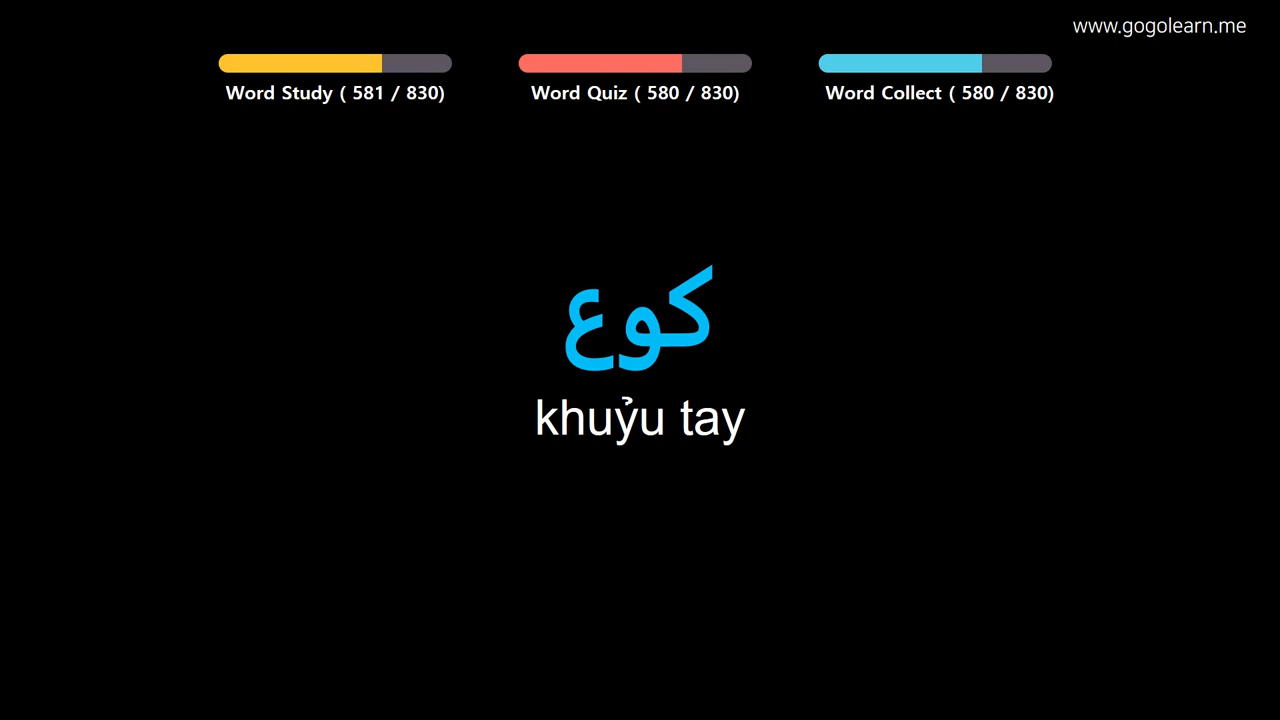 www.gogolearn.me
Word Study ( 581 / 830)
Word Quiz ( 580 / 830)
Word Collect ( 580 / 830)
كوع
khuỷu tay